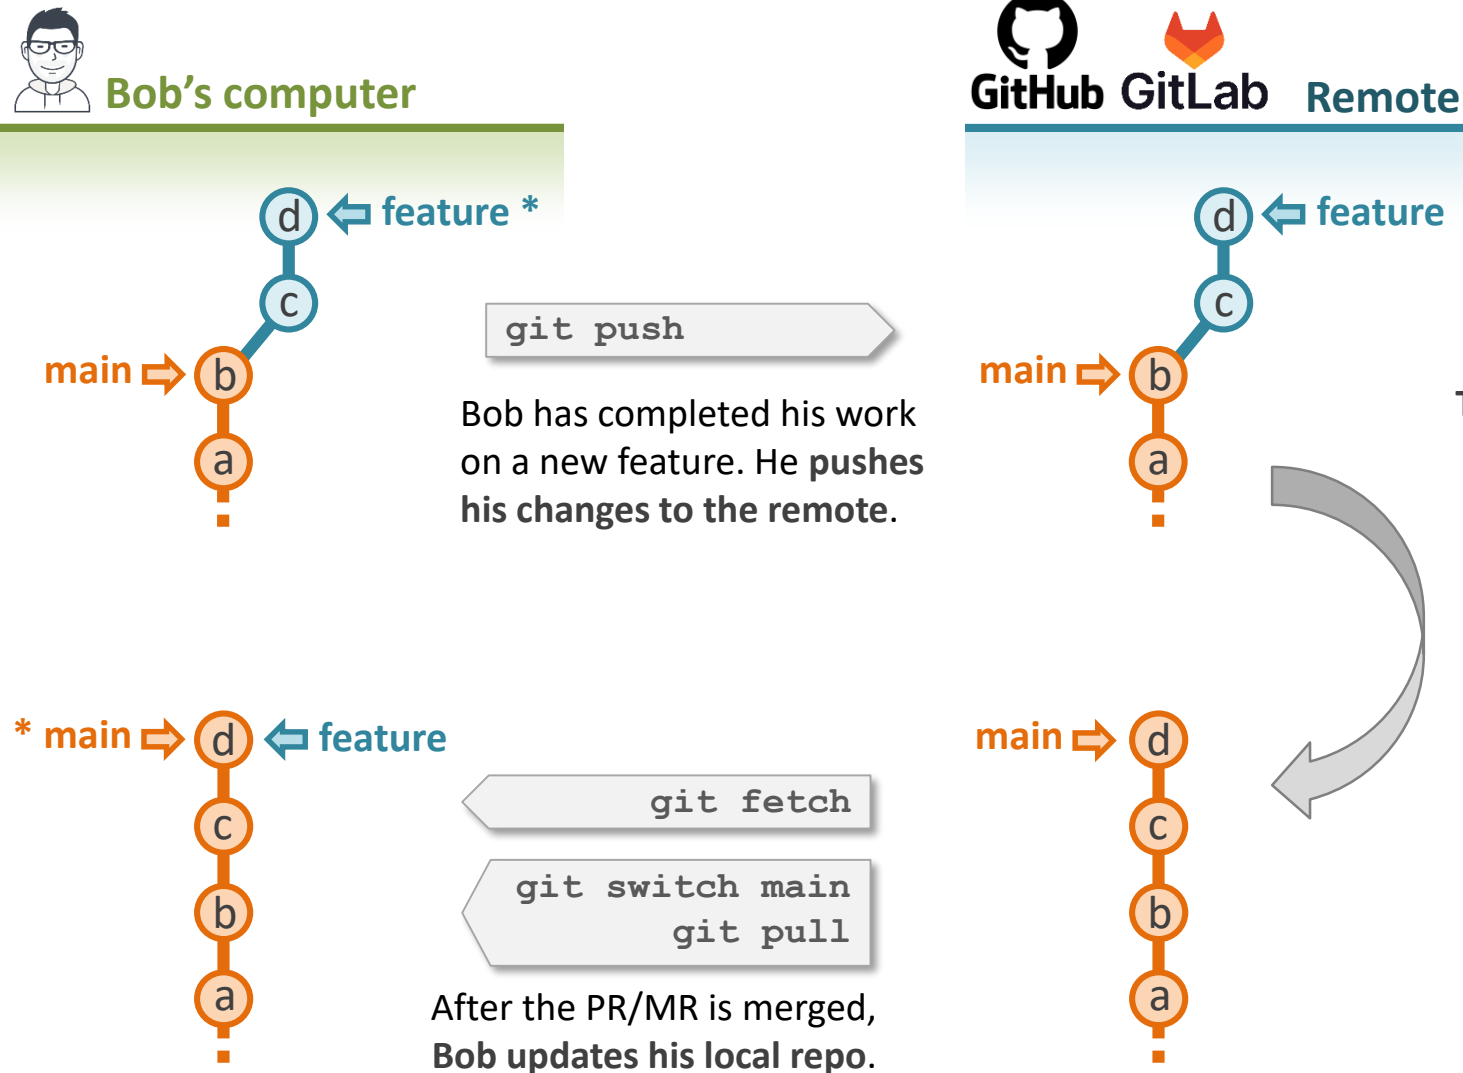 Bob's computer
GitHub GitLab Remote
d feature *
c
main b
a
git push
Bob has completed his work
on a new feature. He pushes
his changes to the remote.
d feature
c
main b
a
* main d feature
c
b
a
git fetch
git switch main
git pull
After the PR/MR is merged,
Bob updates his local repo.
main d
c
b
a